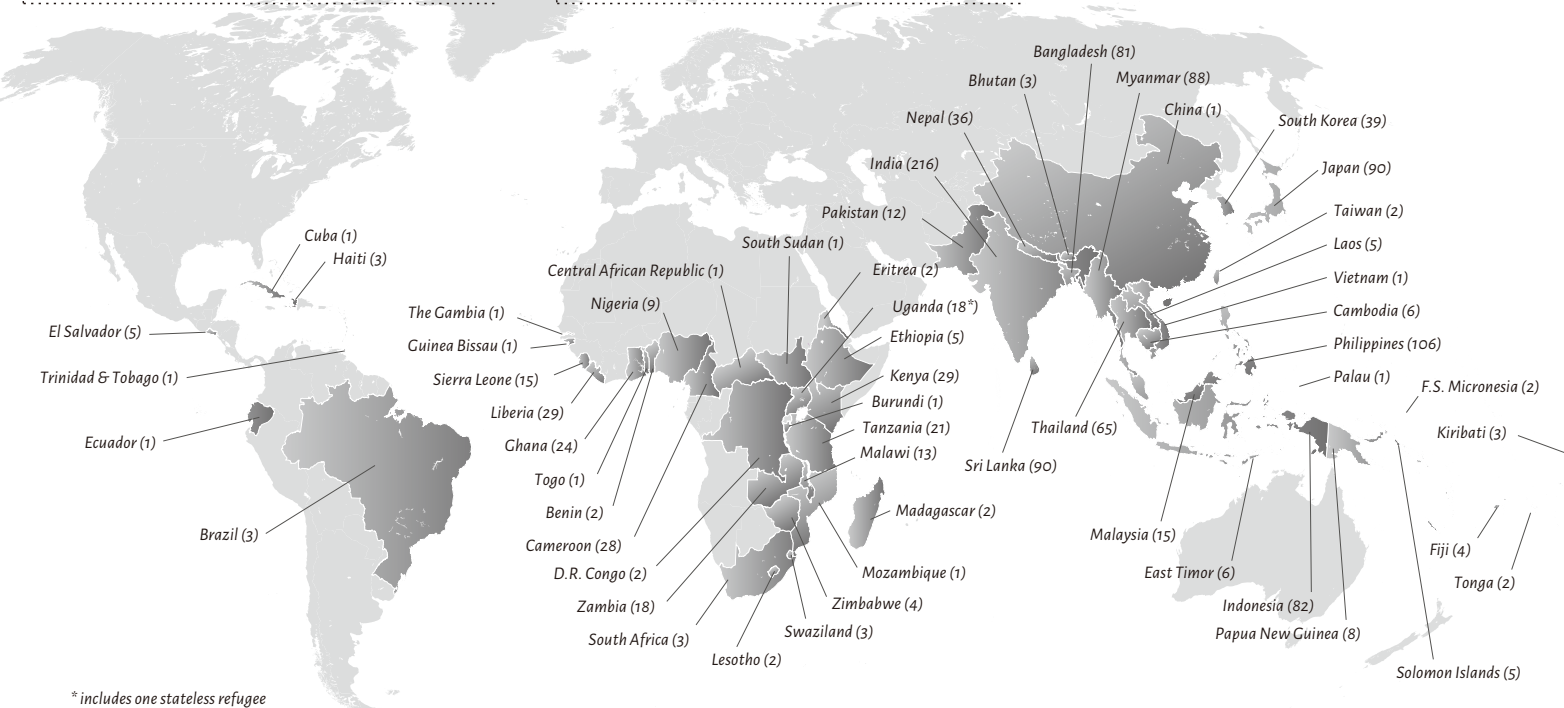 Bangladesh (81)
Bhutan (3)
Myanmar (88)
China (1)
Nepal (36)
South Korea (39)
India (216)
Japan (90)
Pakistan (12)
Taiwan (2)
Cuba (1)
South Sudan (1)
Laos (5)
Haiti (3)
Central African Republic (1)
Eritrea (2)
Vietnam (1)
Nigeria (9)
Uganda (18*)
The Gambia (1)
Cambodia (6)
El Salvador (5)
Ethiopia (5)
Guinea Bissau (1)
Philippines (106)
Trinidad & Tobago (1)
Sierra Leone (15)
Kenya (29)
Palau (1)
F.S. Micronesia (2)
Liberia (29)
Burundi (1)
Ecuador (1)
Ghana (24)
Tanzania (21)
Thailand (65)
Kiribati (3)
Malawi (13)
Togo (1)
Sri Lanka (90)
Benin (2)
Madagascar (2)
Brazil (3)
Cameroon (28)
Malaysia (15)
Fiji (4)
D.R. Congo (2)
Mozambique (1)
East Timor (6)
Tonga (2)
Zambia (18)
Zimbabwe (4)
Indonesia (82)
South Africa (3)
Swaziland (3)
Papua New Guinea (8)
Lesotho (2)
Solomon Islands (5)
* includes one stateless refugee